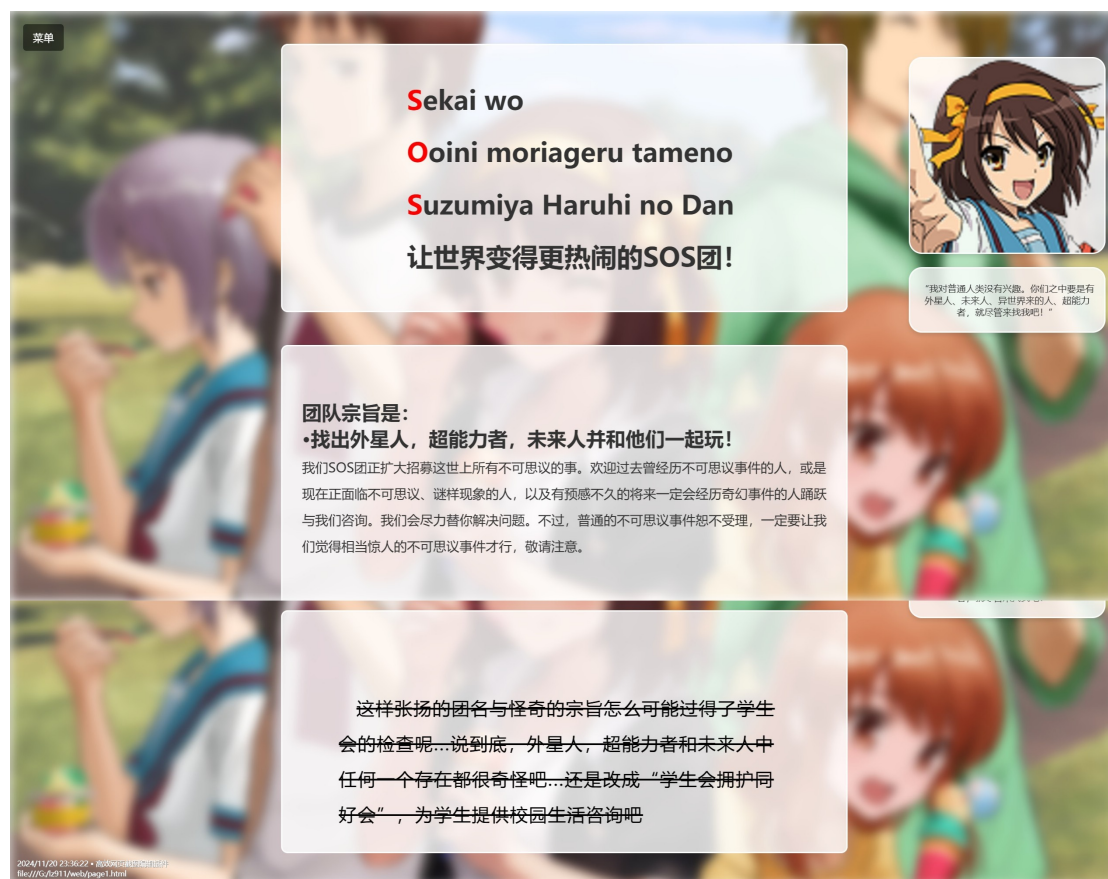 菜单
Sekai wo
Ooini moriageru tameno
Suzumiya Haruhi no Dan
让世界变得更热闹的SOS团！
“我对普通人类没有兴趣。你们之中要是有
外星人、未来人、异世界来的人、超能力
者，就尽管来找我吧！”
团队宗旨是：
•找出外星人，超能力者，未来人并和他们一起玩！
我们SOS团正扩大招募这世上所有不可思议的事。欢迎过去曾经历不可思议事件的人，或是
现在正面临不可思议、谜样现象的人，以及有预感不久的将来一定会经历奇幻事件的人踊跃
与我们咨询。我们会尽力替你解决问题。不过，普通的不可思议事件恕不受理，一定要让我
们觉得相当惊人的不可思议事件才行，敬请注意。
这样张扬的团名与怪奇的宗旨怎么可能过得了学生
会的检查呢...说到底，外星人，超能力者和未来人中
任何一个存在都很奇怪吧...还是改成“学生会拥护同
好会”，为学生提供校园生活咨询吧
2024/11/20 23:36:22 •
file:///G:/lz911/web/page1.html